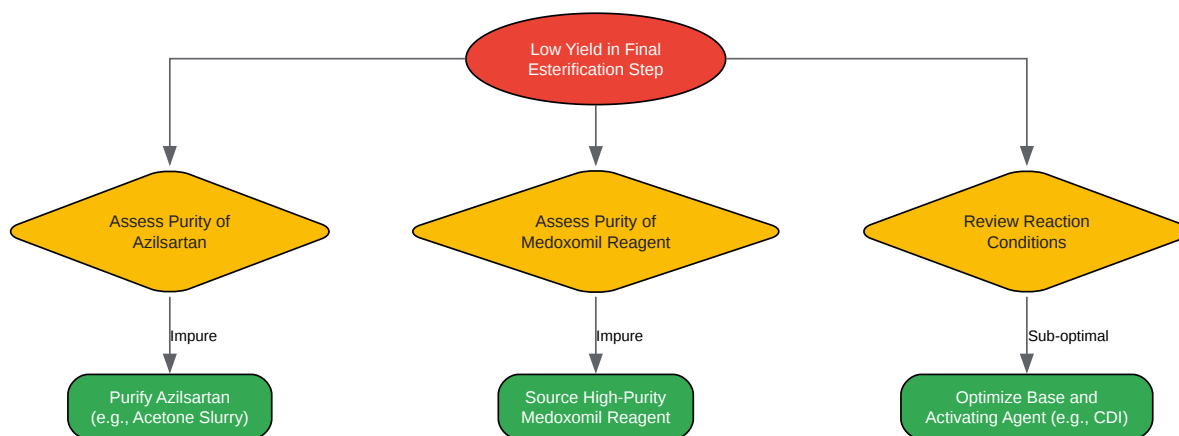 Low Yield in Final
Esterification Step
Assess Purity of
Azilsartan
Assess Purity of
Medoxomil Reagent
Review Reaction
Conditions
Impure
Impure
Sub-optimal
Purify Azilsartan
(e.g., Acetone Slurry)
Source High-Purity
Medoxomil Reagent
Optimize Base and
Activating Agent (e.g., CDI)